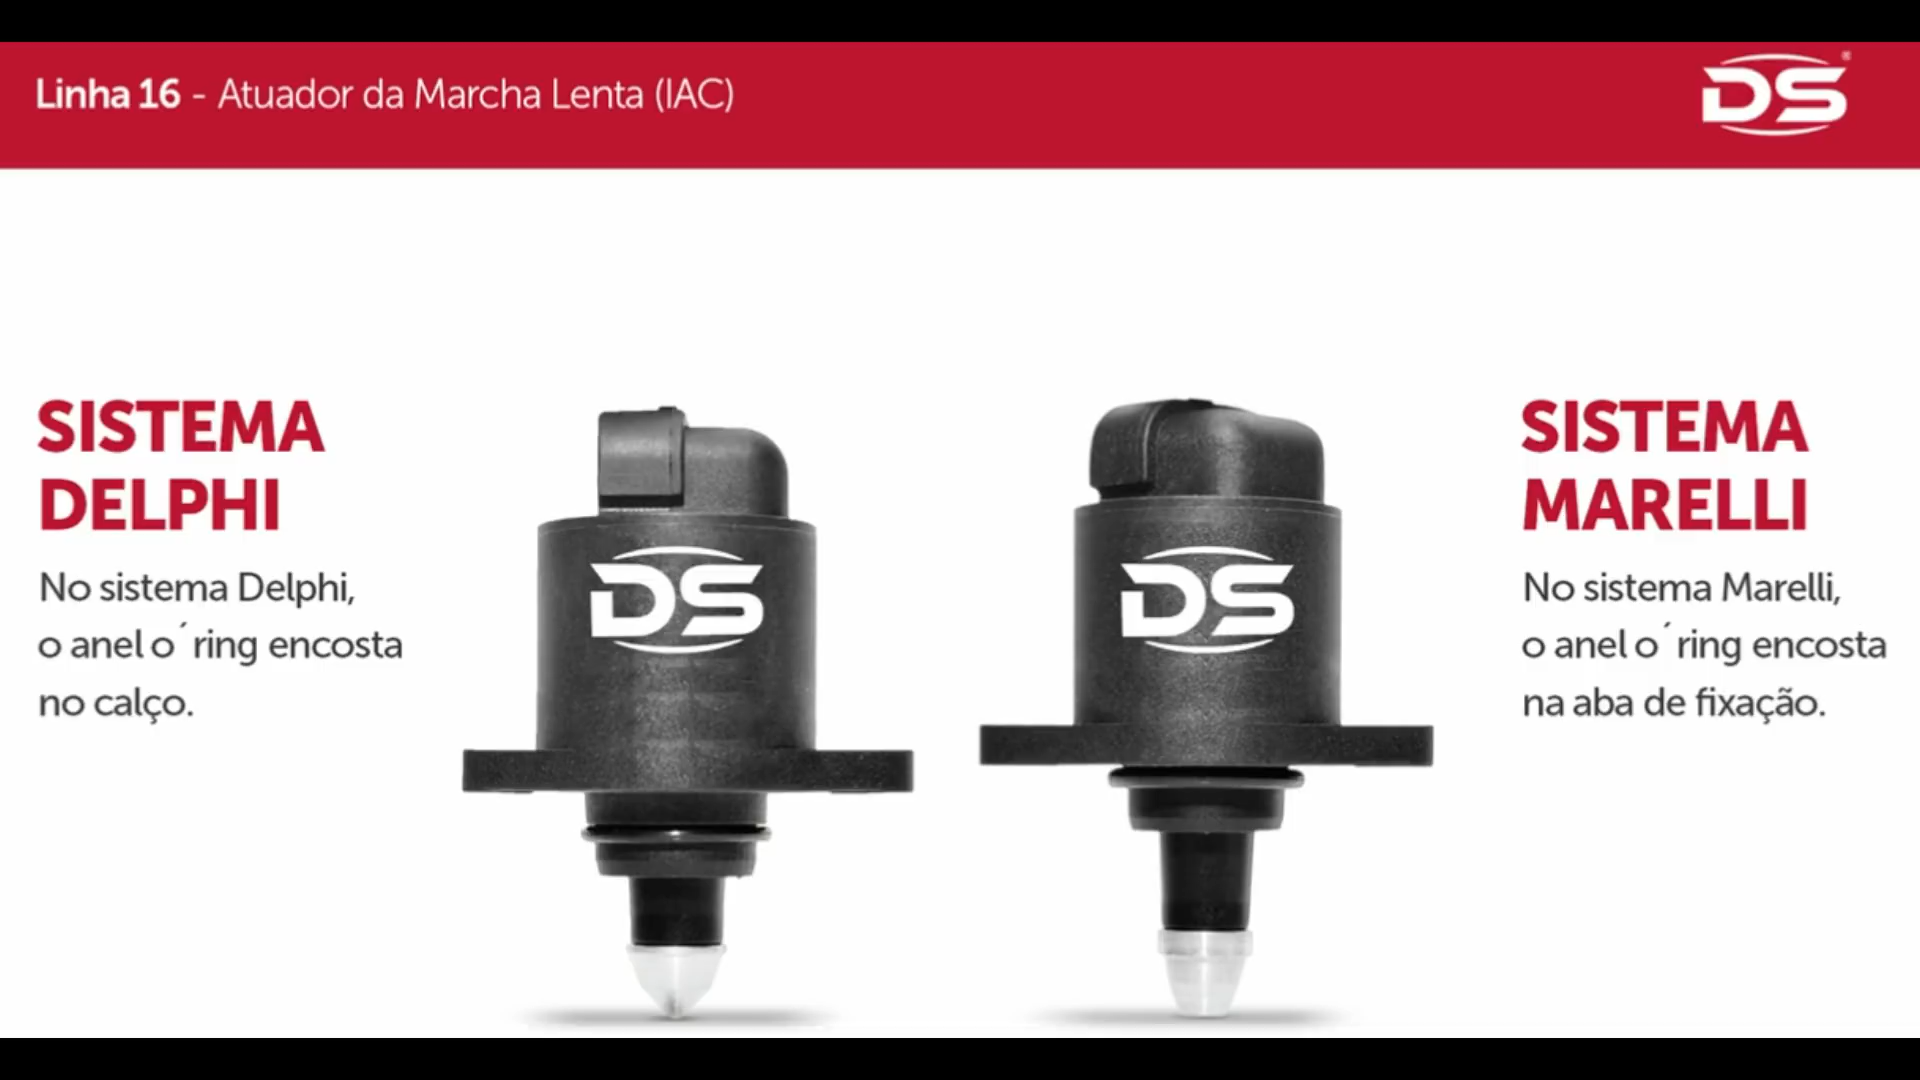 Linha 16 - Atuador da Marcha Lenta (IAC)
DS®
SISTEMA
DELPHI
No sistema Delphi,
o anel o´ring encosta
no calço.
DS
DS
SISTEMA
MARELLI
No sistema Marelli,
o anel o´ring encosta
na aba de fixação.